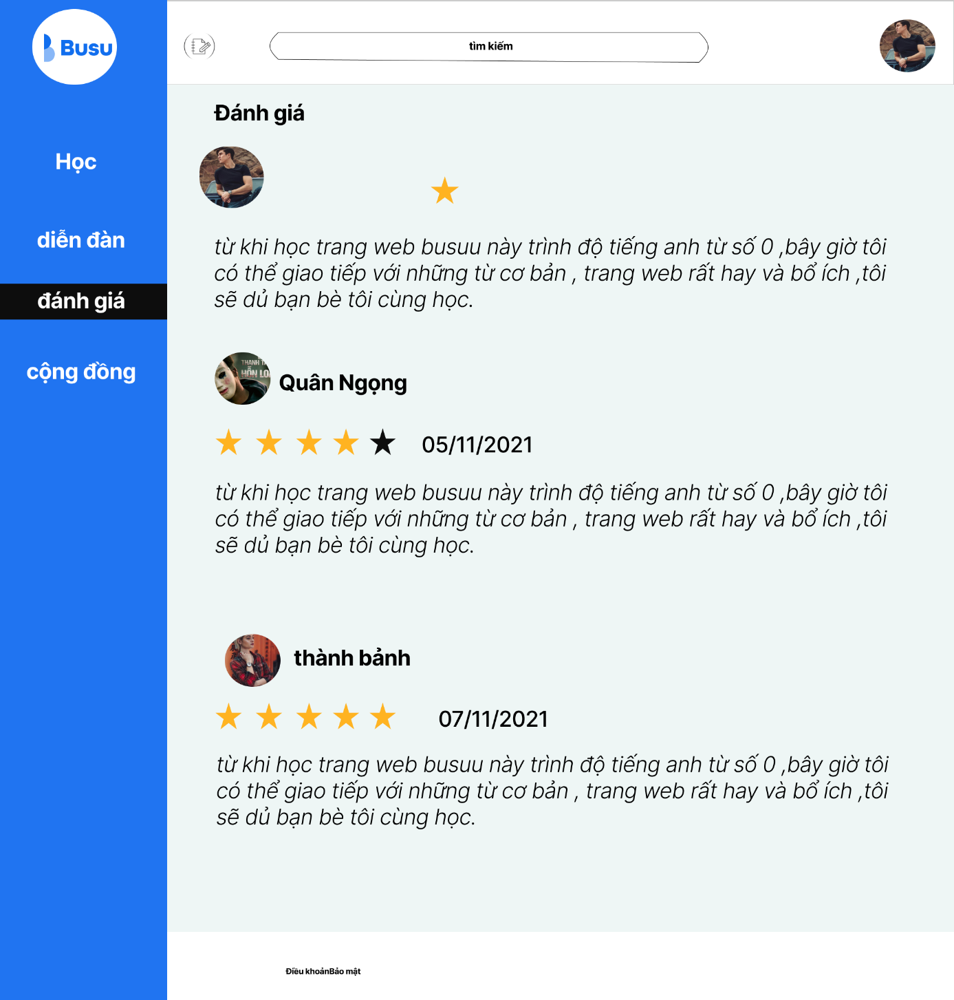 Busu
tìm kiếm
Học
diễn đàn
đánh giá
cộng đồng
Đánh giá
từ khi học trang web busuu này trình độ tiếng anh từ số 0 ,bây giờ tôi
có thể giao tiếp với những từ cơ bản , trang web rất hay và bổ ích ,tôi
sẽ dủ bạn bè tôi cùng học.
Quân Ngọng
05/11/2021
từ khi học trang web busuu này trình độ tiếng anh từ số 0 ,bây giờ tôi
có thể giao tiếp với những từ cơ bản , trang web rất hay và bổ ích ,tôi
sẽ dủ bạn bè tôi cùng học.
thành bảnh
07/11/2021
từ khi học trang web busuu này trình độ tiếng anh từ số 0 ,bây giờ tôi
có thể giao tiếp với những từ cơ bản , trang web rất hay và bổ ích ,tôi
sẽ dủ bạn bè tôi cùng học.
Điều khoảnBảo mật